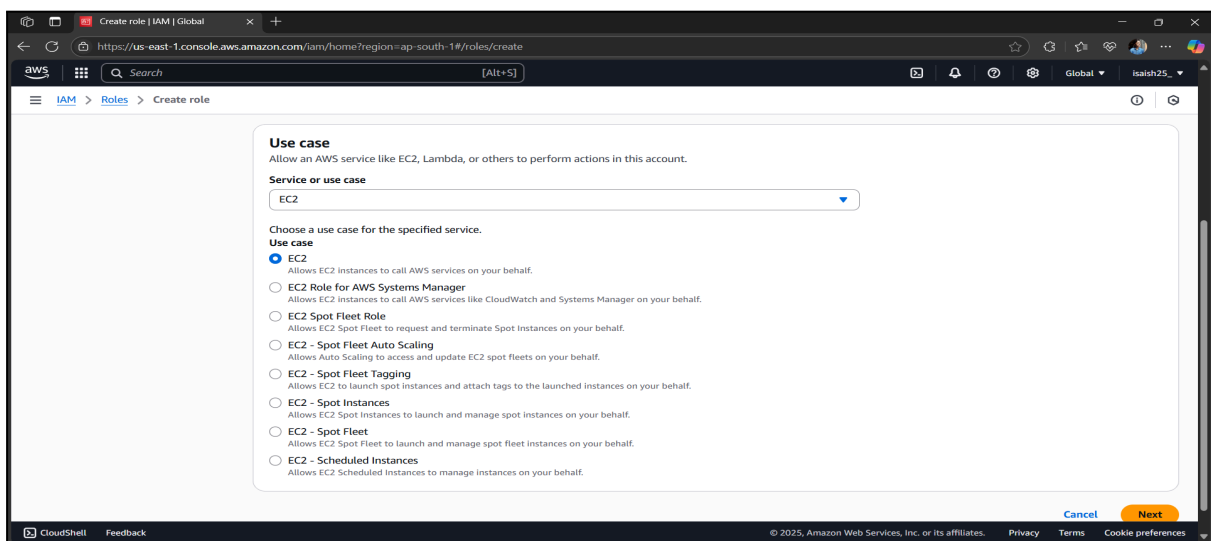 Create role | IAM | Global
https://us-east-1.console.aws.amazon.com/iam/home?region=ap-south-1#/roles/create
aws
Search
[Alt+S]
Global
isaish25_
IAM > Roles > Create role
Use case
Allow an AWS service like EC2, Lambda, or others to perform actions in this account.
Service or use case
EC2
Choose a use case for the specified service.
Use case
EC2
Allows EC2 instances to call AWS services on your behalf.
EC2 Role for AWS Systems Manager
Allows EC2 instances to call AWS services like CloudWatch and Systems Manager on your behalf.
EC2 Spot Fleet Role
Allows EC2 Spot Fleet to request and terminate Spot Instances on your behalf.
EC2 - Spot Fleet Auto Scaling
Allows Auto Scaling to access and update EC2 spot fleets on your behalf.
EC2 - Spot Fleet Tagging
Allows EC2 to launch spot instances and attach tags to the launched instances on your behalf.
EC2 - Spot Instances
Allows EC2 Spot Instances to launch and manage spot instances on your behalf.
EC2 - Spot Fleet
Allows EC2 Spot Fleet to launch and manage spot fleet instances on your behalf.
EC2 - Scheduled Instances
Allows EC2 Scheduled Instances to manage instances on your behalf.
Cancel
Next
CloudShell
Feedback
© 2025, Amazon Web Services, Inc. or its affiliates.
Privacy
Terms
Cookie preferences